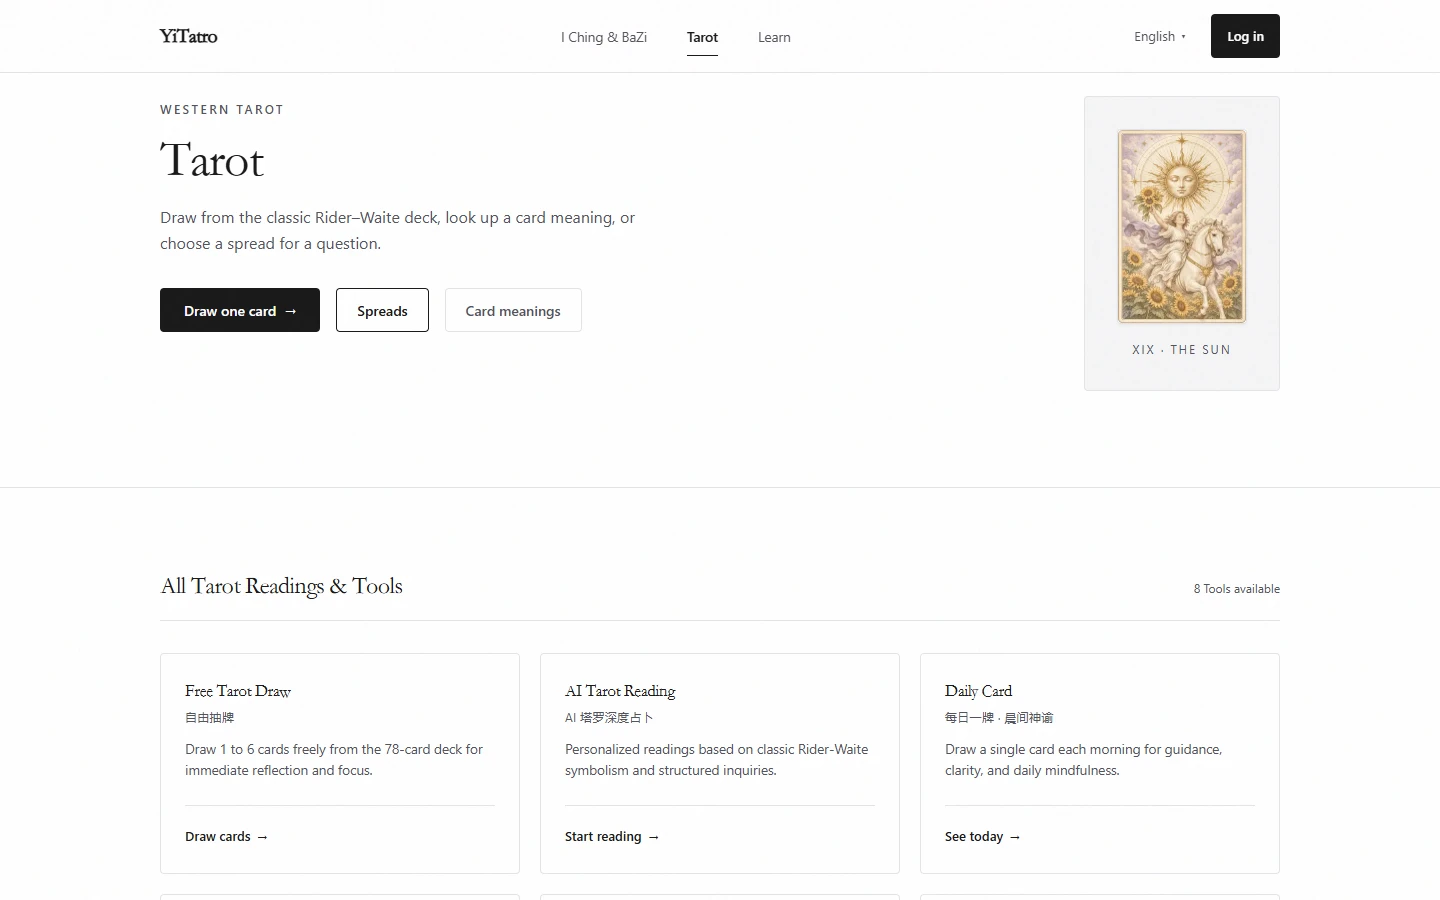 YiTatro
I Ching & BaZi
Tarot
Learn
English
Log in
WESTERN TAROT
Tarot
Draw from the classic Rider–Waite deck, look up a card meaning, or
choose a spread for a question.
Draw one card →
Spreads
Card meanings
XIX · THE SUN
All Tarot Readings & Tools
8 Tools available
Free Tarot Draw
自由抽牌
Draw 1 to 6 cards freely from the 78-card deck for
immediate reflection and focus.
Draw cards →
AI Tarot Reading
AI 塔罗深度占卜
Personalized readings based on classic Rider-Waite
symbolism and structured inquiries.
Start reading →
Daily Card
每日一牌 · 晨间神谕
Draw a single card each morning for guidance,
clarity, and daily mindfulness.
See today →